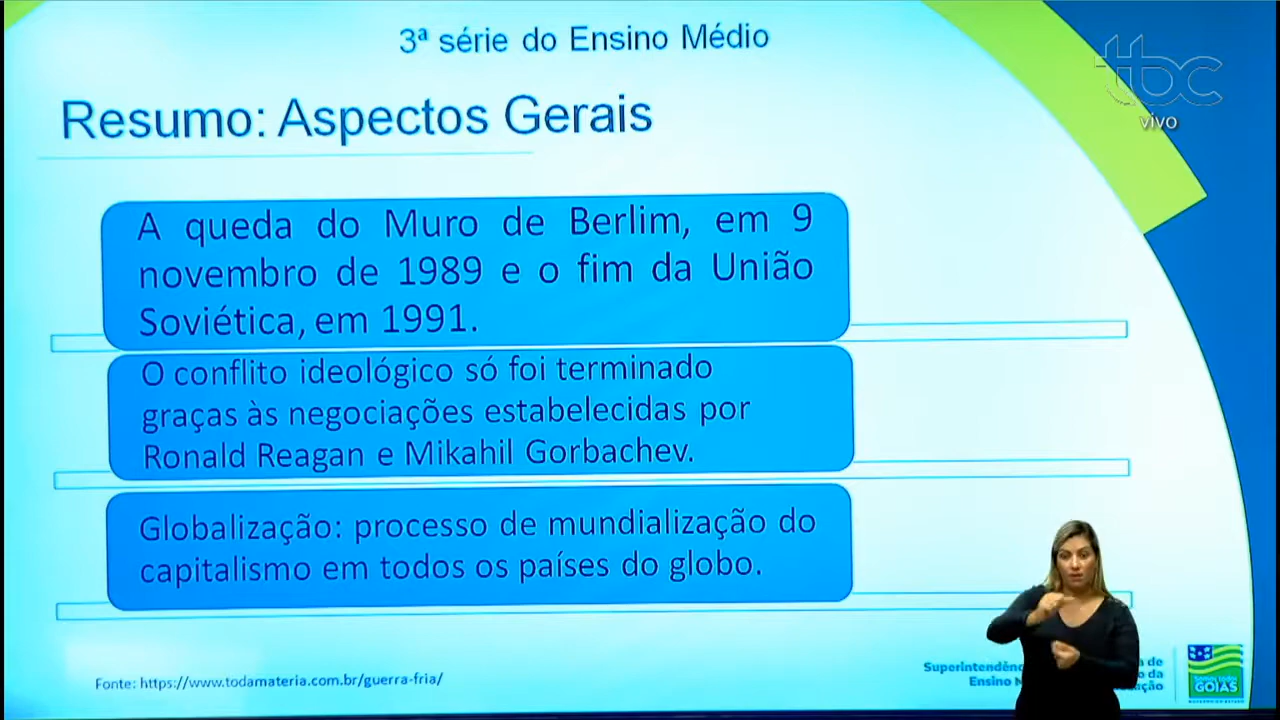 3ª série do Ensino Médio
tbc
vivo
Resumo: Aspectos Gerais
A queda do Muro de Berlim, em 9
novembro de 1989 e o fim da União
Soviética, em 1991.
O conflito ideológico só foi terminado
graças às negociações estabelecidas por
Ronald Reagan e Mikahil Gorbachev.
Globalização: processo de mundialização do
capitalismo em todos os países do globo.
Fonte: https://www.todamateria.com.br/guerra-fria/
de
Ensino
da
GOIÁS